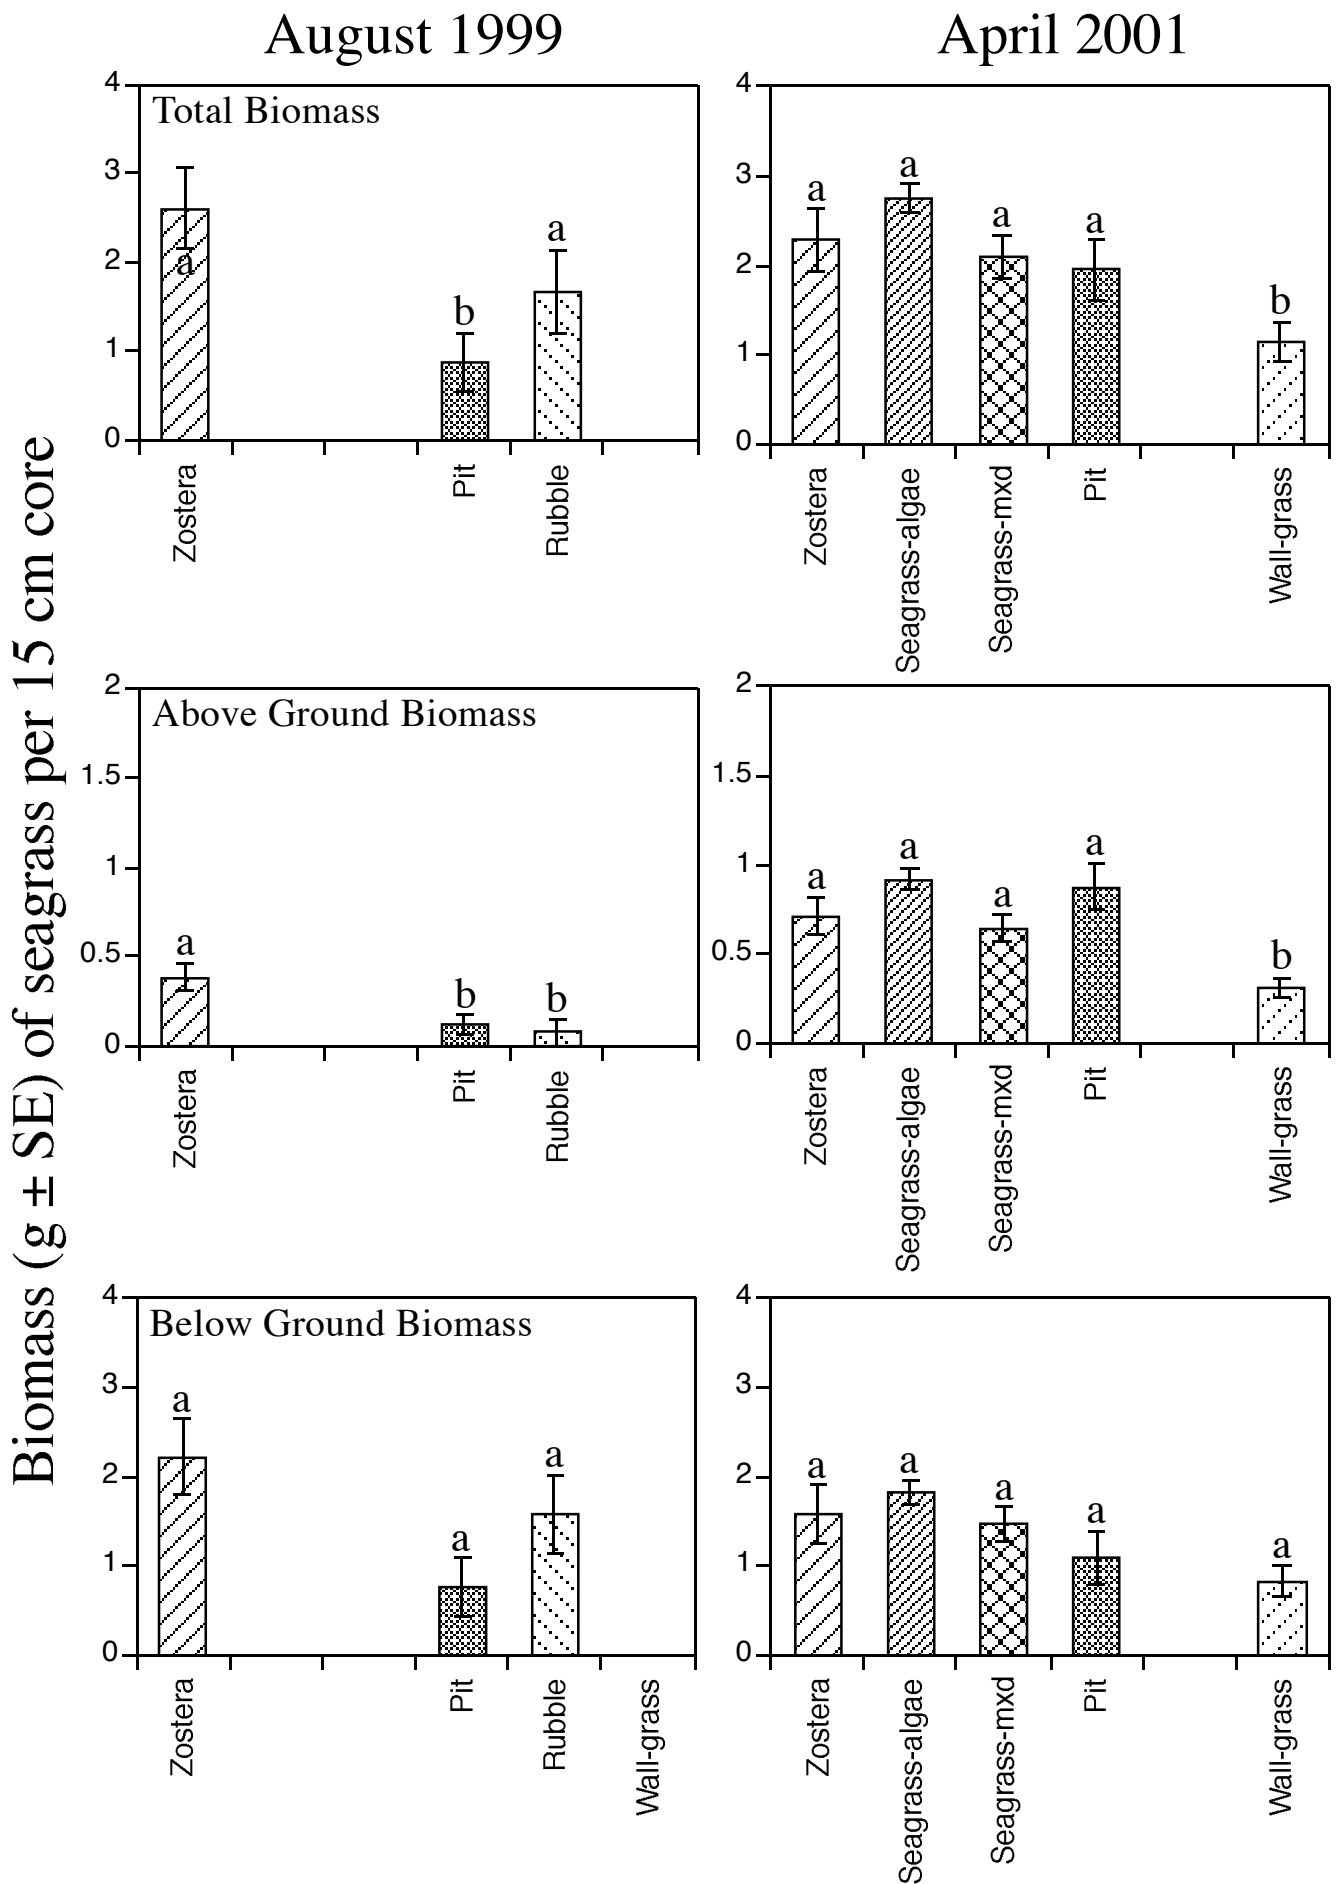 August 1999
April 2001
Biomass (g ± SE) of seagrass per 15 cm core
Total Biomass
4
3
2
1
0
a
b
a
Zostera
Pit
Rubble
4
3
2
1
0
a
a
a
a
b
Zostera
Seagrass-algae
Seagrass-mxd
Pit
Wall-grass
Above Ground Biomass
2
1.5
1
0.5
0
a
b
b
Zostera
Pit
Rubble
2
1.5
1
0.5
0
a
a
a
a
b
Zostera
Seagrass-algae
Seagrass-mxd
Pit
Wall-grass
Below Ground Biomass
4
3
2
1
0
a
a
a
Zostera
Pit
Rubble
Wall-grass
4
3
2
1
0
a
a
a
a
a
Zostera
Seagrass-algae
Seagrass-mxd
Pit
Wall-grass